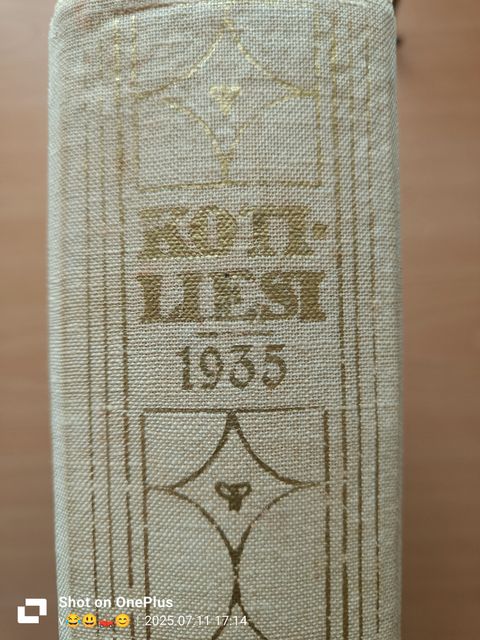 KOTI-
LIESI
1935
Shot on OnePlus
v😂😃👓😊 | 2025.07.11 17:14